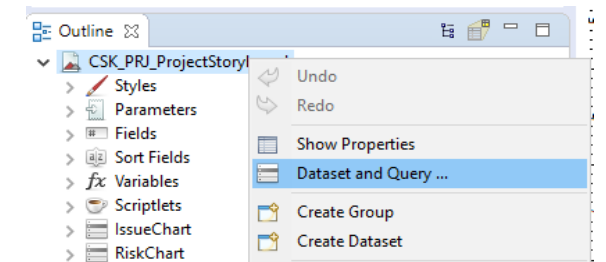 Outline
CSK_PRJ_ProjectStory
Styles
Parameters
Fields
Sort Fields
fx Variables
Scriptlets
IssueChart
RiskChart
Undo
Redo
Show Properties
Dataset and Query ...
Create Group
Create Dataset